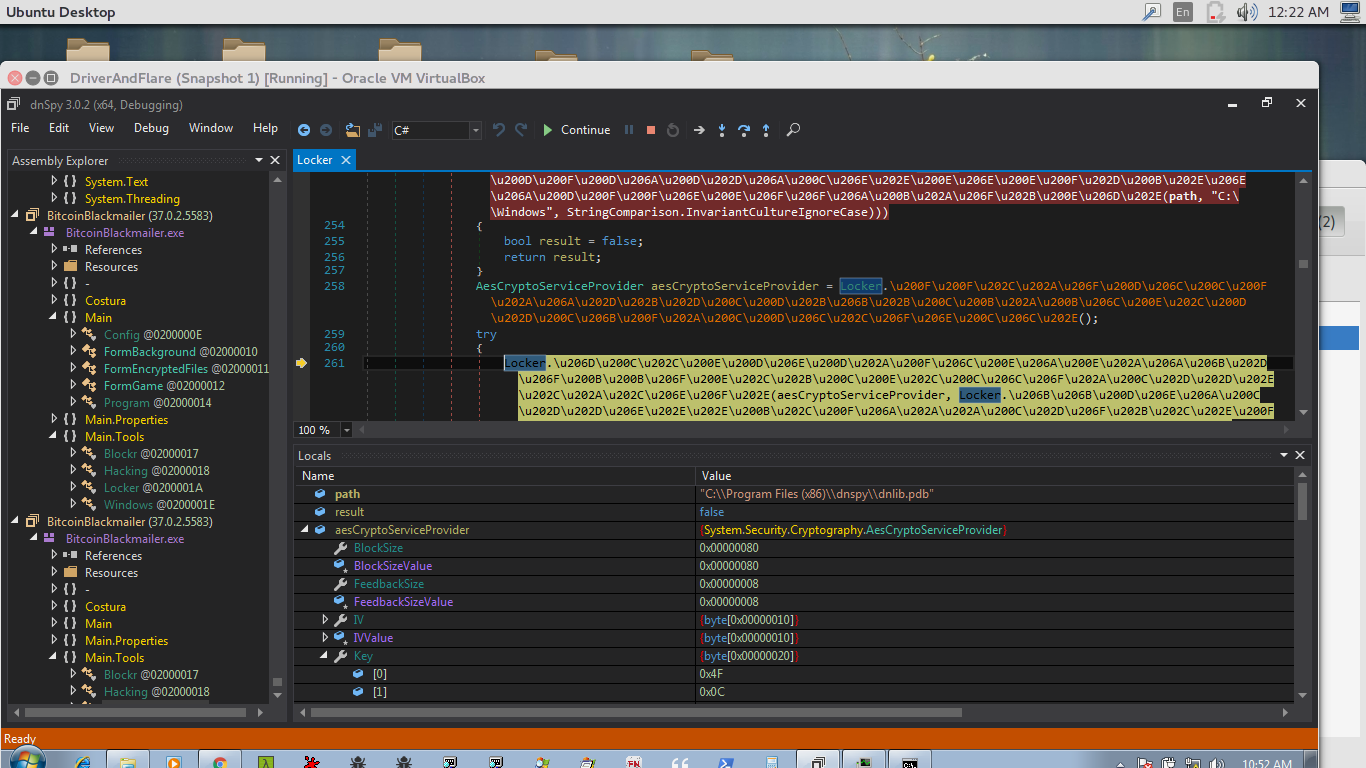 Ubuntu Desktop
En
12:22 AM
DriverAndFlare (Snapshot 1) [Running] - Oracle VM VirtualBox
dnSpy 3.0.2 (x64, Debugging)
File Edit View Debug Window Help C# Continue
Assembly Explorer
System.Text
System.Threading
BitcoinBlackmailer (37.0.2.5583)
BitcoinBlackmailer.exe
References
Resources
-
Costura
Main
Config @0200000E
FormBackground @02000010
FormEncryptedFiles @02000011
FormGame @02000012
Program @02000014
Main.Properties
Main.Tools
Blockr @02000017
Hacking @02000018
Locker @0200001A
Windows @0200001E
BitcoinBlackmailer (37.0.2.5583)
BitcoinBlackmailer.exe
References
Resources
-
Costura
Main
Main.Properties
Main.Tools
Blockr @02000017
Hacking @02000018
Locker
\u200D\u200F\u200D\u206A\u202D\u202D\u206A\u200C\u206E\u202E\u200E\u206E\u200E\u200F\u202D\u200B\u202E\u206E
\u206A\u200D\u200F\u206E\u200E\u206F\u206F\u206A\u200B\u202A\u206F\u202B\u200E\u206D\u202E(path, "C:\
\Windows", StringComparison.InvariantCultureIgnoreCase)))
254 {
255 bool result = false;
256 return result;
257 }
258 AesCryptoServiceProvider aesCryptoServiceProvider = Locker.\u200F\u200F\u202C\u202A\u206F\u200D\u206C\u200C\u200F
\u202A\u206A\u202D\u202B\u202D\u200C\u200D\u202D\u206B\u206B\u202B\u200C\u200B\u202A\u200B\u206C\u200E\u202C\u200D
\u202D\u200C\u206B\u200F\u202A\u200C\u200D\u206C\u202C\u206F\u206E\u200C\u206C\u202E();
259 try
260 {
261 Locker.\u206D\u200C\u202C\u200E\u200D\u206E\u200D\u202A\u200F\u206C\u200E\u206A\u200E\u202A\u206A\u206B\u202D
\u206F\u200B\u200B\u206F\u200E\u202C\u202B\u200C\u200E\u202C\u200C\u206C\u200F\u202A\u200C\u202D\u202D\u202E
\u202C\u202A\u202C\u206E\u206F\u202E(aesCryptoServiceProvider, Locker.\u206B\u200B\u200D\u206E\u206A\u200C
\u202D\u202D\u206E\u202E\u200B\u202C\u200F\u206A\u202A\u202A\u200C\u202D\u206F\u202B\u202C\u202E\u200F
100 %
Locals
Name Value
path "C:\\Program Files (x86)\\dnspy\\dnlib.pdb"
result false
aesCryptoServiceProvider {System.Security.Cryptography.AesCryptoServiceProvider}
BlockSize 0x00000080
BlockSizeValue 0x00000080
FeedbackSize 0x00000008
FeedbackSizeValue 0x00000008
IV {byte[0x00000010]}
IVValue {byte[0x00000010]}
Key {byte[0x00000020]}
[0] 0x4F
[1] 0x0C
Ready
10:52 AM
(2)